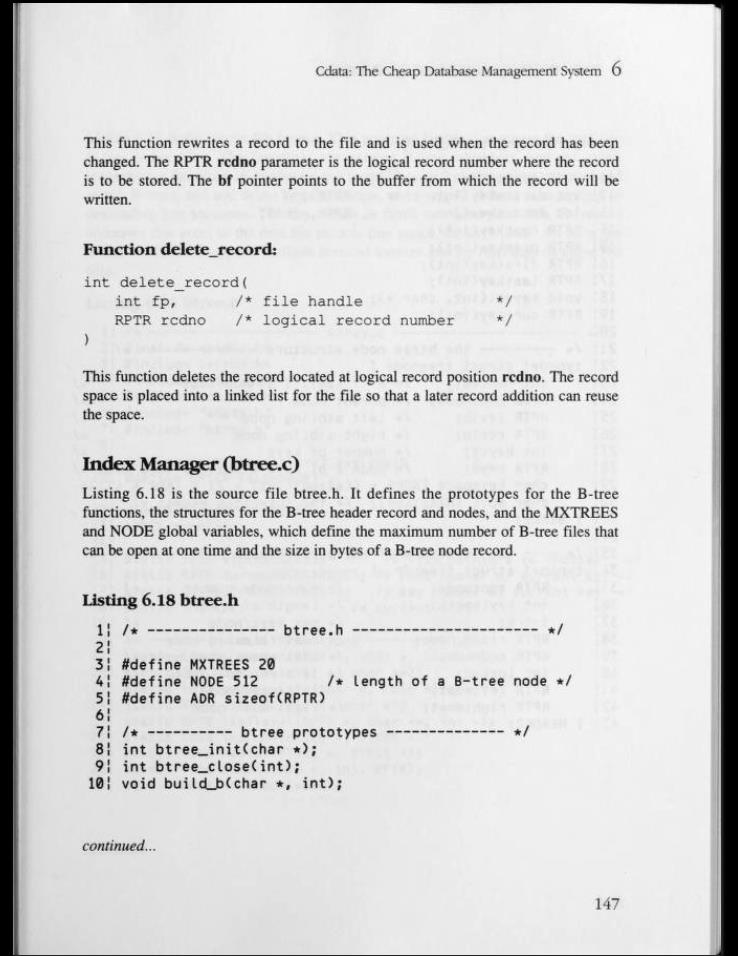 Cdata: The Cheap Database Management System 6
This function rewrites a record to the file and is used when the record has been
changed. The RPTR rcdno parameter is the logical record number where the record
is to be stored. The bf pointer points to the buffer from which the record will be
written.
Function delete_record:
int delete_record(
int fp, /* file handle */
RPTR rcdno /* logical record number */
)
This function deletes the record located at logical record position rcdno. The record
space is placed into a linked list for the file so that a later record addition can reuse
the space.
Index Manager (btree.c)
Listing 6.18 is the source file btree.h. It defines the prototypes for the B-tree
functions, the structures for the B-tree header record and nodes, and the MXTREES
and NODE global variables, which define the maximum number of B-tree files that
can be open at one time and the size in bytes of a B-tree node record.
Listing 6.18 btree.h
1¦ /* --------------- btree.h ---------------------- */
2¦
3¦ #define MXTREES 20
4¦ #define NODE 512 /* length of a B-tree node */
5¦ #define ADR sizeof(RPTR)
6¦
7¦ /* ---------- btree prototypes -------------- */
8¦ int btree_init(char *);
9¦ int btree_close(int);
10¦ void build_b(char *, int);
continued...
147